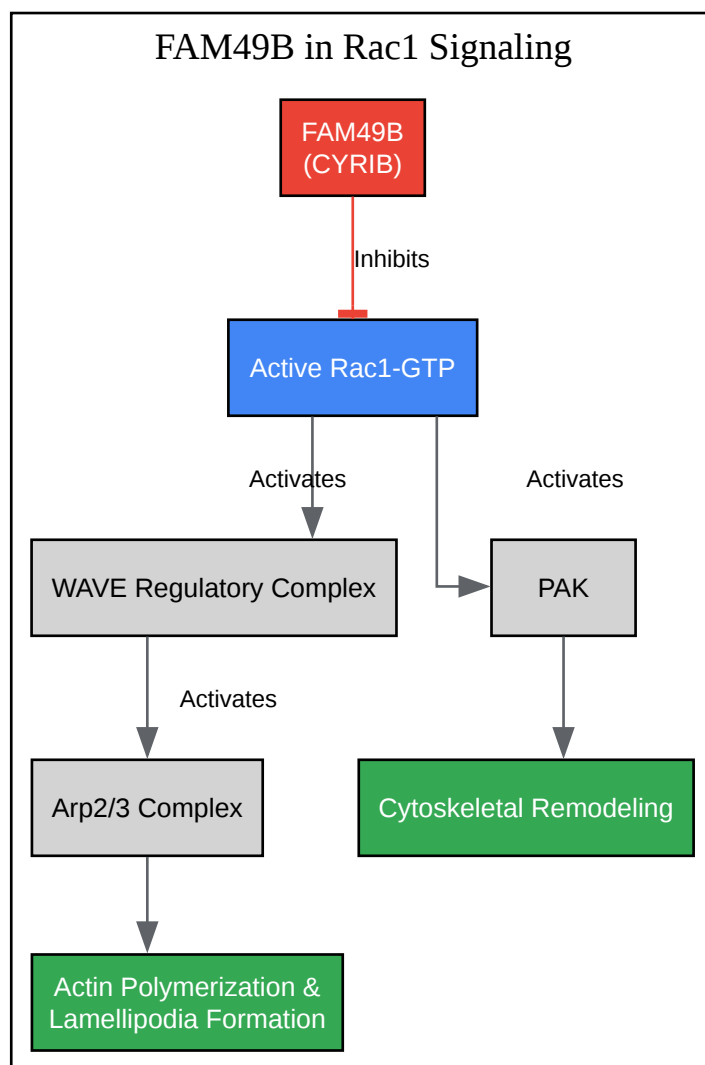 FAM49B in Rac1 Signaling
FAM49B
(CYRIB)
Inhibits
Active Rac1-GTP
Activates
Activates
WAVE Regulatory Complex
PAK
Activates
Arp2/3 Complex
Cytoskeletal Remodeling
Actin Polymerization &
Lamellipodia Formation